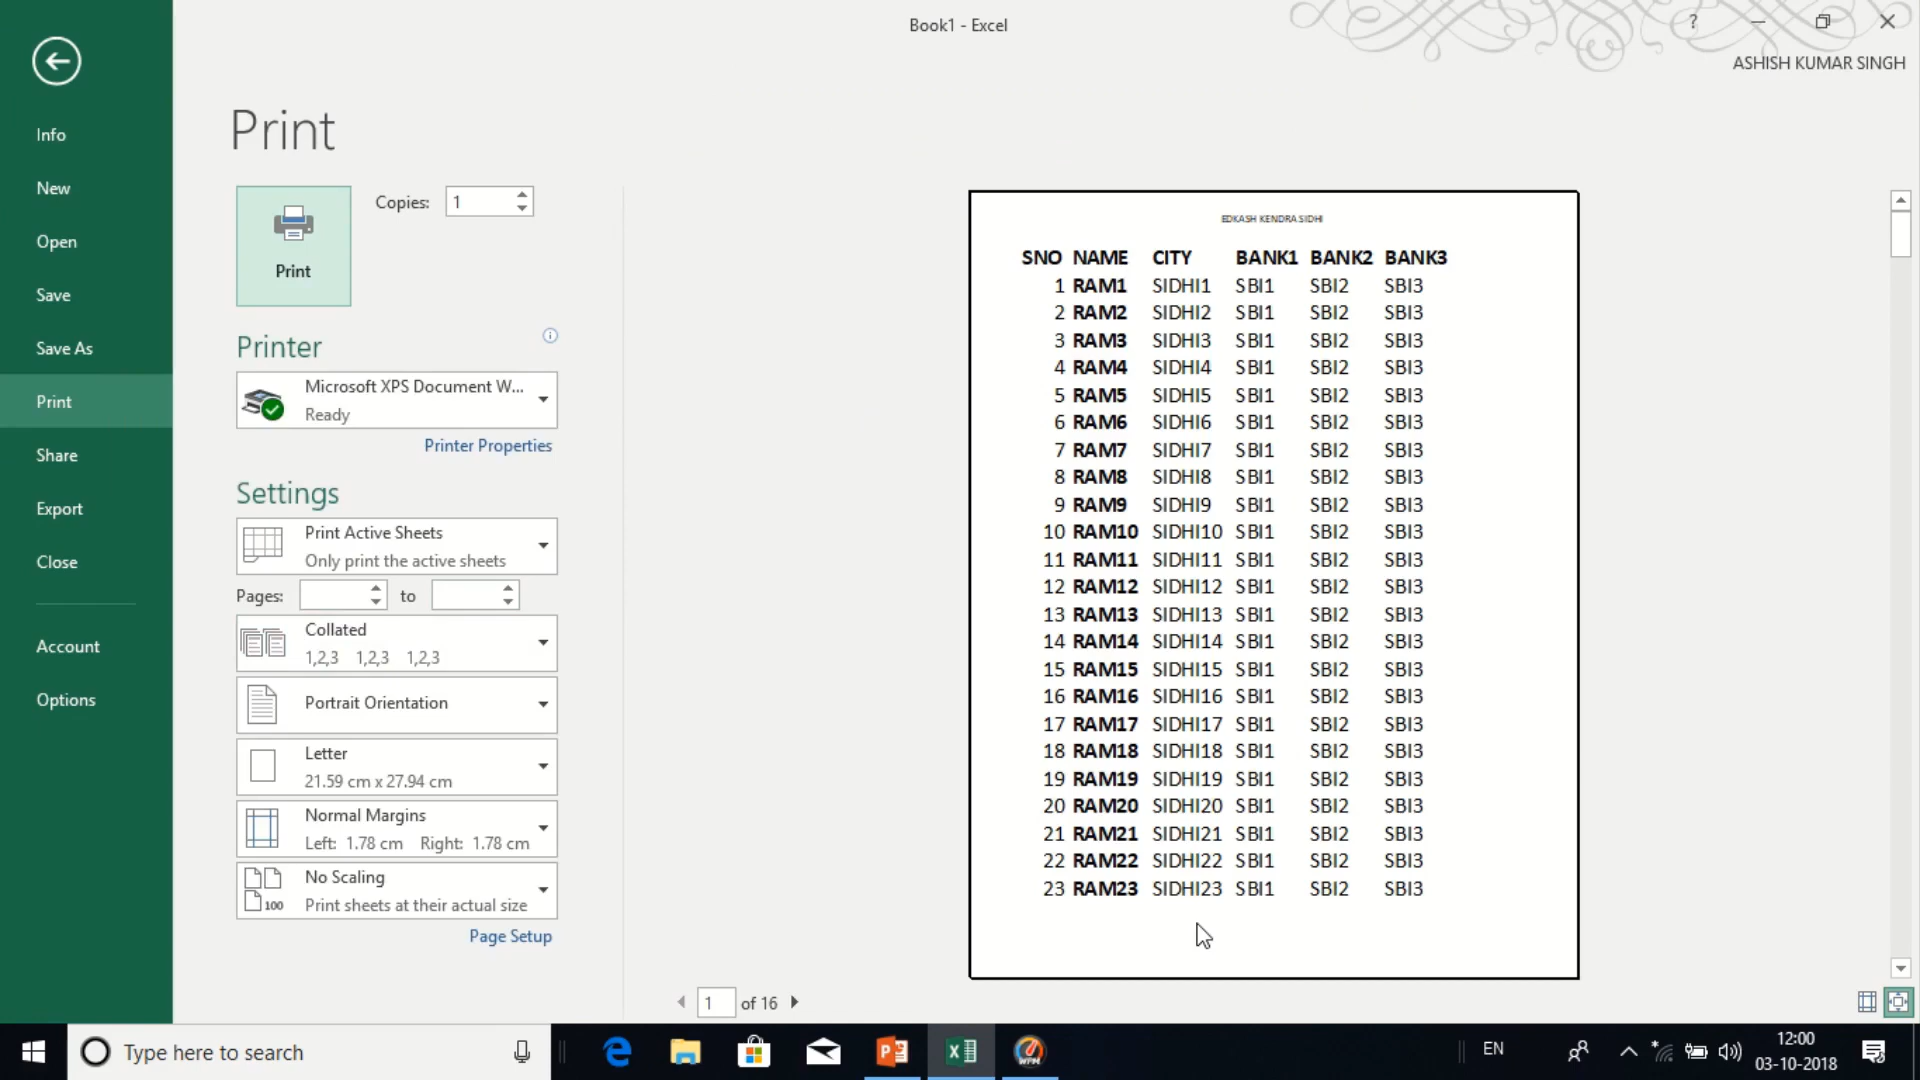 Book1 - Excel
?
ASHISH KUMAR SINGH
Info
New
Open
Save
Save As
Print
Share
Export
Close
Account
Options
Print
Print
Copies: 1
Printer
Microsoft XPS Document W...
Ready
Printer Properties
Settings
Print Active Sheets
Only print the active sheets
Pages: to
Collated
1,2,3 1,2,3 1,2,3
Portrait Orientation
Letter
21.59 cm x 27.94 cm
Normal Margins
Left: 1.78 cm Right: 1.78 cm
No Scaling
100
Print sheets at their actual size
Page Setup
EDKASH KENDRA SIDHI
SNO NAME CITY BANK1 BANK2 BANK3
1 RAM1 SIDHI1 SBI1 SBI2 SBI3
2 RAM2 SIDHI2 SBI1 SBI2 SBI3
3 RAM3 SIDHI3 SBI1 SBI2 SBI3
4 RAM4 SIDHI4 SBI1 SBI2 SBI3
5 RAM5 SIDHI5 SBI1 SBI2 SBI3
6 RAM6 SIDHI6 SBI1 SBI2 SBI3
7 RAM7 SIDHI7 SBI1 SBI2 SBI3
8 RAM8 SIDHI8 SBI1 SBI2 SBI3
9 RAM9 SIDHI9 SBI1 SBI2 SBI3
10 RAM10 SIDHI10 SBI1 SBI2 SBI3
11 RAM11 SIDHI11 SBI1 SBI2 SBI3
12 RAM12 SIDHI12 SBI1 SBI2 SBI3
13 RAM13 SIDHI13 SBI1 SBI2 SBI3
14 RAM14 SIDHI14 SBI1 SBI2 SBI3
15 RAM15 SIDHI15 SBI1 SBI2 SBI3
16 RAM16 SIDHI16 SBI1 SBI2 SBI3
17 RAM17 SIDHI17 SBI1 SBI2 SBI3
18 RAM18 SIDHI18 SBI1 SBI2 SBI3
19 RAM19 SIDHI19 SBI1 SBI2 SBI3
20 RAM20 SIDHI20 SBI1 SBI2 SBI3
21 RAM21 SIDHI21 SBI1 SBI2 SBI3
22 RAM22 SIDHI22 SBI1 SBI2 SBI3
23 RAM23 SIDHI23 SBI1 SBI2 SBI3
1 of 16
Type here to search
EN
12:00
03-10-2018